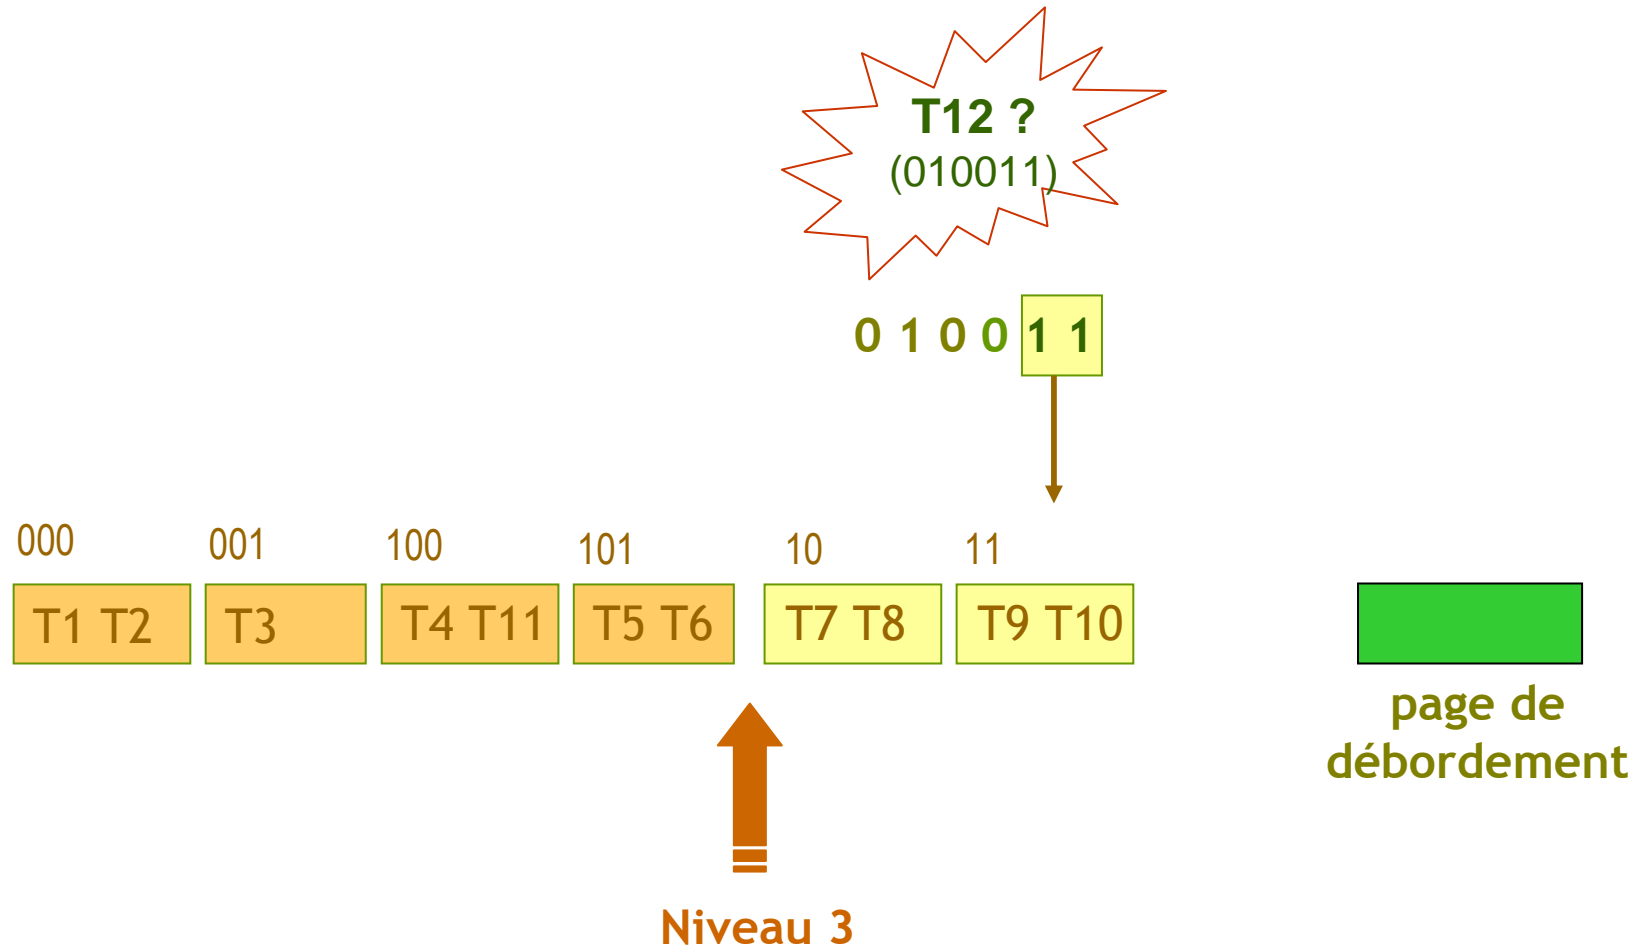 T12 ?
(010011)
0 1 0 0 1 1
000 001 100 101 10 11
T1 T2 T3 T4 T11 T5 T6 T7 T8 T9 T10
page de
débordement
Niveau 3